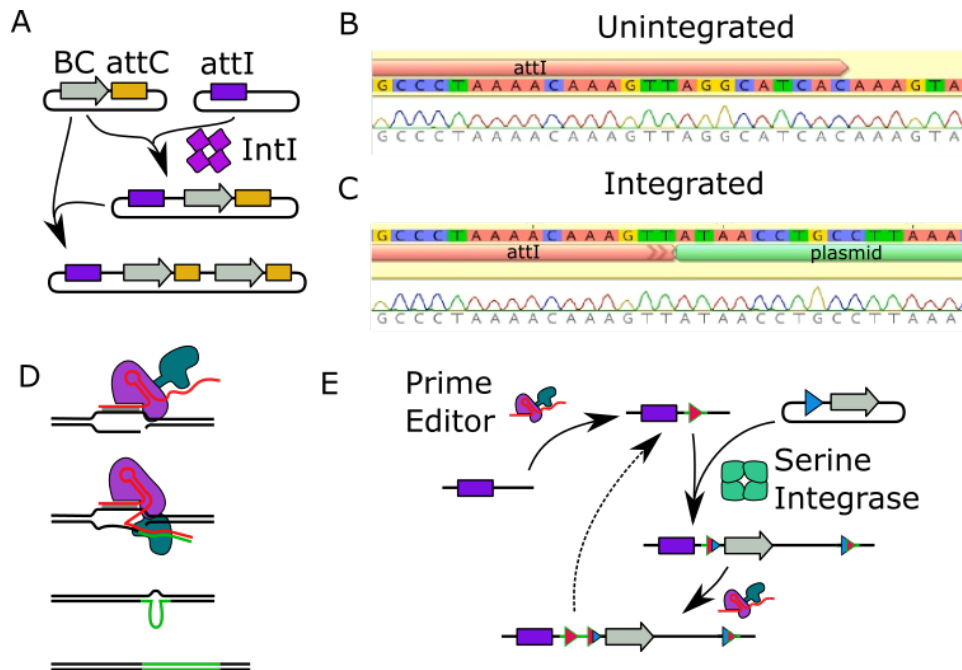 A
BC attC attI
IntI
B Unintegrated
attI
G C C C T A A A A C A A A G T T A G G C A T C A C A A A G T A
G C C C T A A A A C A A A G T T A G G C A T C A C A A A G T A
C Integrated
G C C C T A A A A C A A A G T T A T A A C C T G C C T T A A A
attI plasmid
G C C C T A A A A C A A A G T T A T A A C C T G C C T T A A A
D
E
Prime
Editor
Serine
Integrase